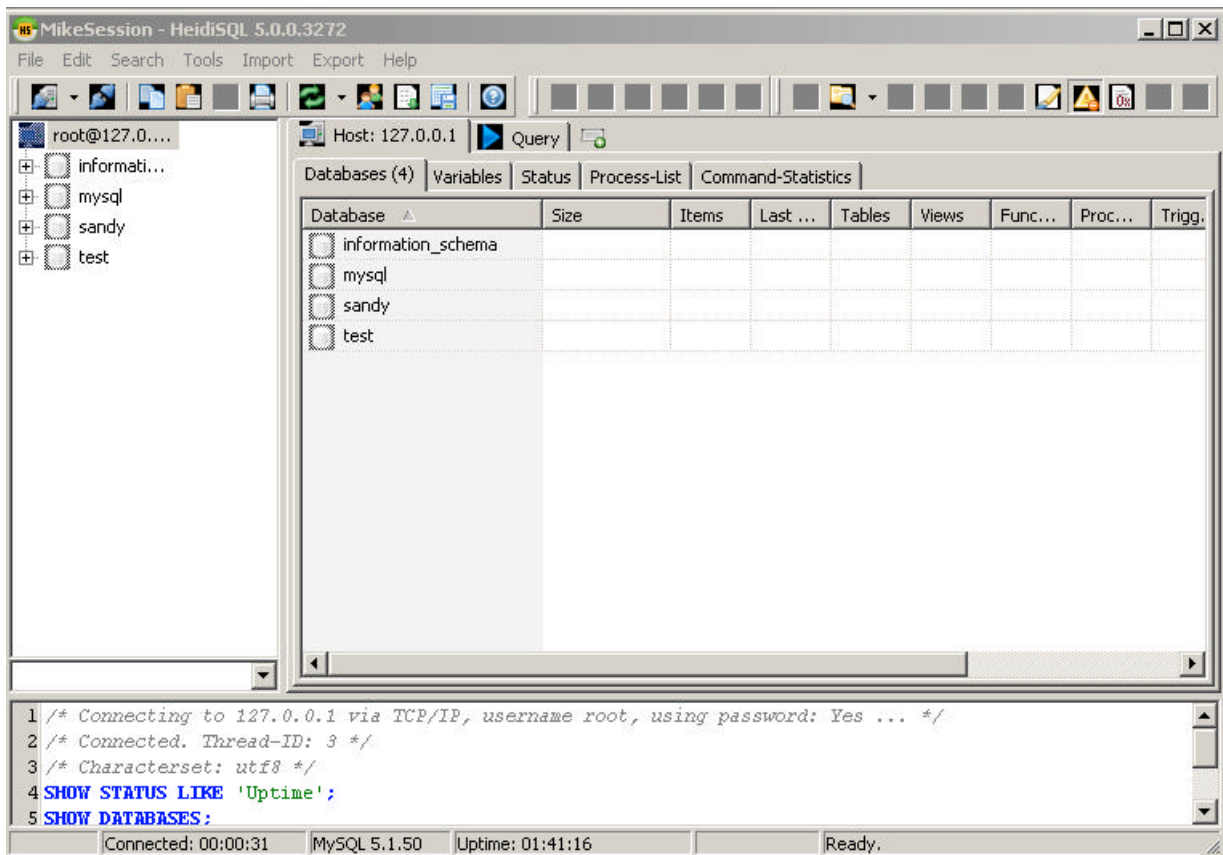 MikeSession - HeidiSQL 5.0.0.3272
File Edit Search Tools Import Export Help
root@127.0....
informati...
mysql
sandy
test
Host: 127.0.0.1 Query
Databases (4) Variables Status Process-List Command-Statistics
Database Size Items Last ... Tables Views Func... Proc... Trigg.
information_schema
mysql
sandy
test
1 /* Connecting to 127.0.0.1 via TCP/IP, username root, using password: Yes ... */
2 /* Connected. Thread-ID: 3 */
3 /* Characterset: utf8 */
4 SHOW STATUS LIKE 'Uptime';
5 SHOW DATABASES;
Connected: 00:00:31 MySQL 5.1.50 Uptime: 01:41:16 Ready.